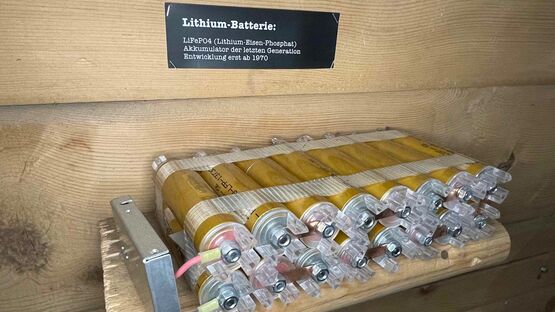 Lithium-Batterie:
LiFePO4 (Lithium-Eisen-Phosphat)
Akkumulator der letzten Generation
Entwicklung erst ab 1970